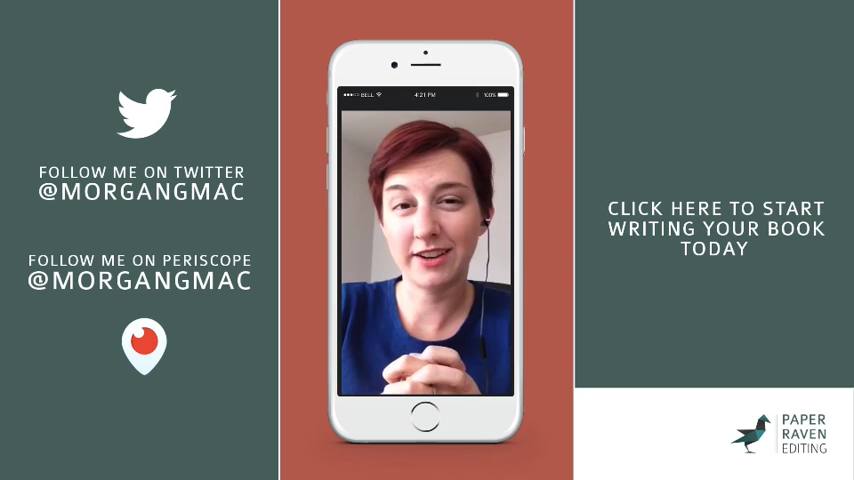 FOLLOW ME ON TWITTER
@MORGANGMAC
FOLLOW ME ON PERISCOPE
@MORGANGMAC
BELL
4:21 PM
100%
CLICK HERE TO START
WRITING YOUR BOOK
TODAY
PAPER
RAVEN
EDITING